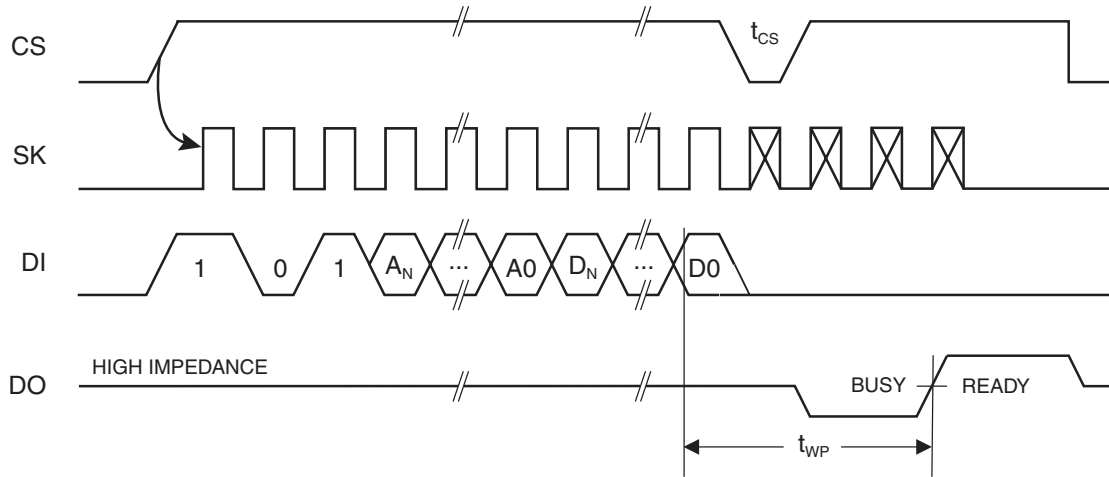 CS
t_CS
SK
DI
1 0 1 A_N ... A0 D_N ... D0
HIGH IMPEDANCE
DO
BUSY READY
t_WP